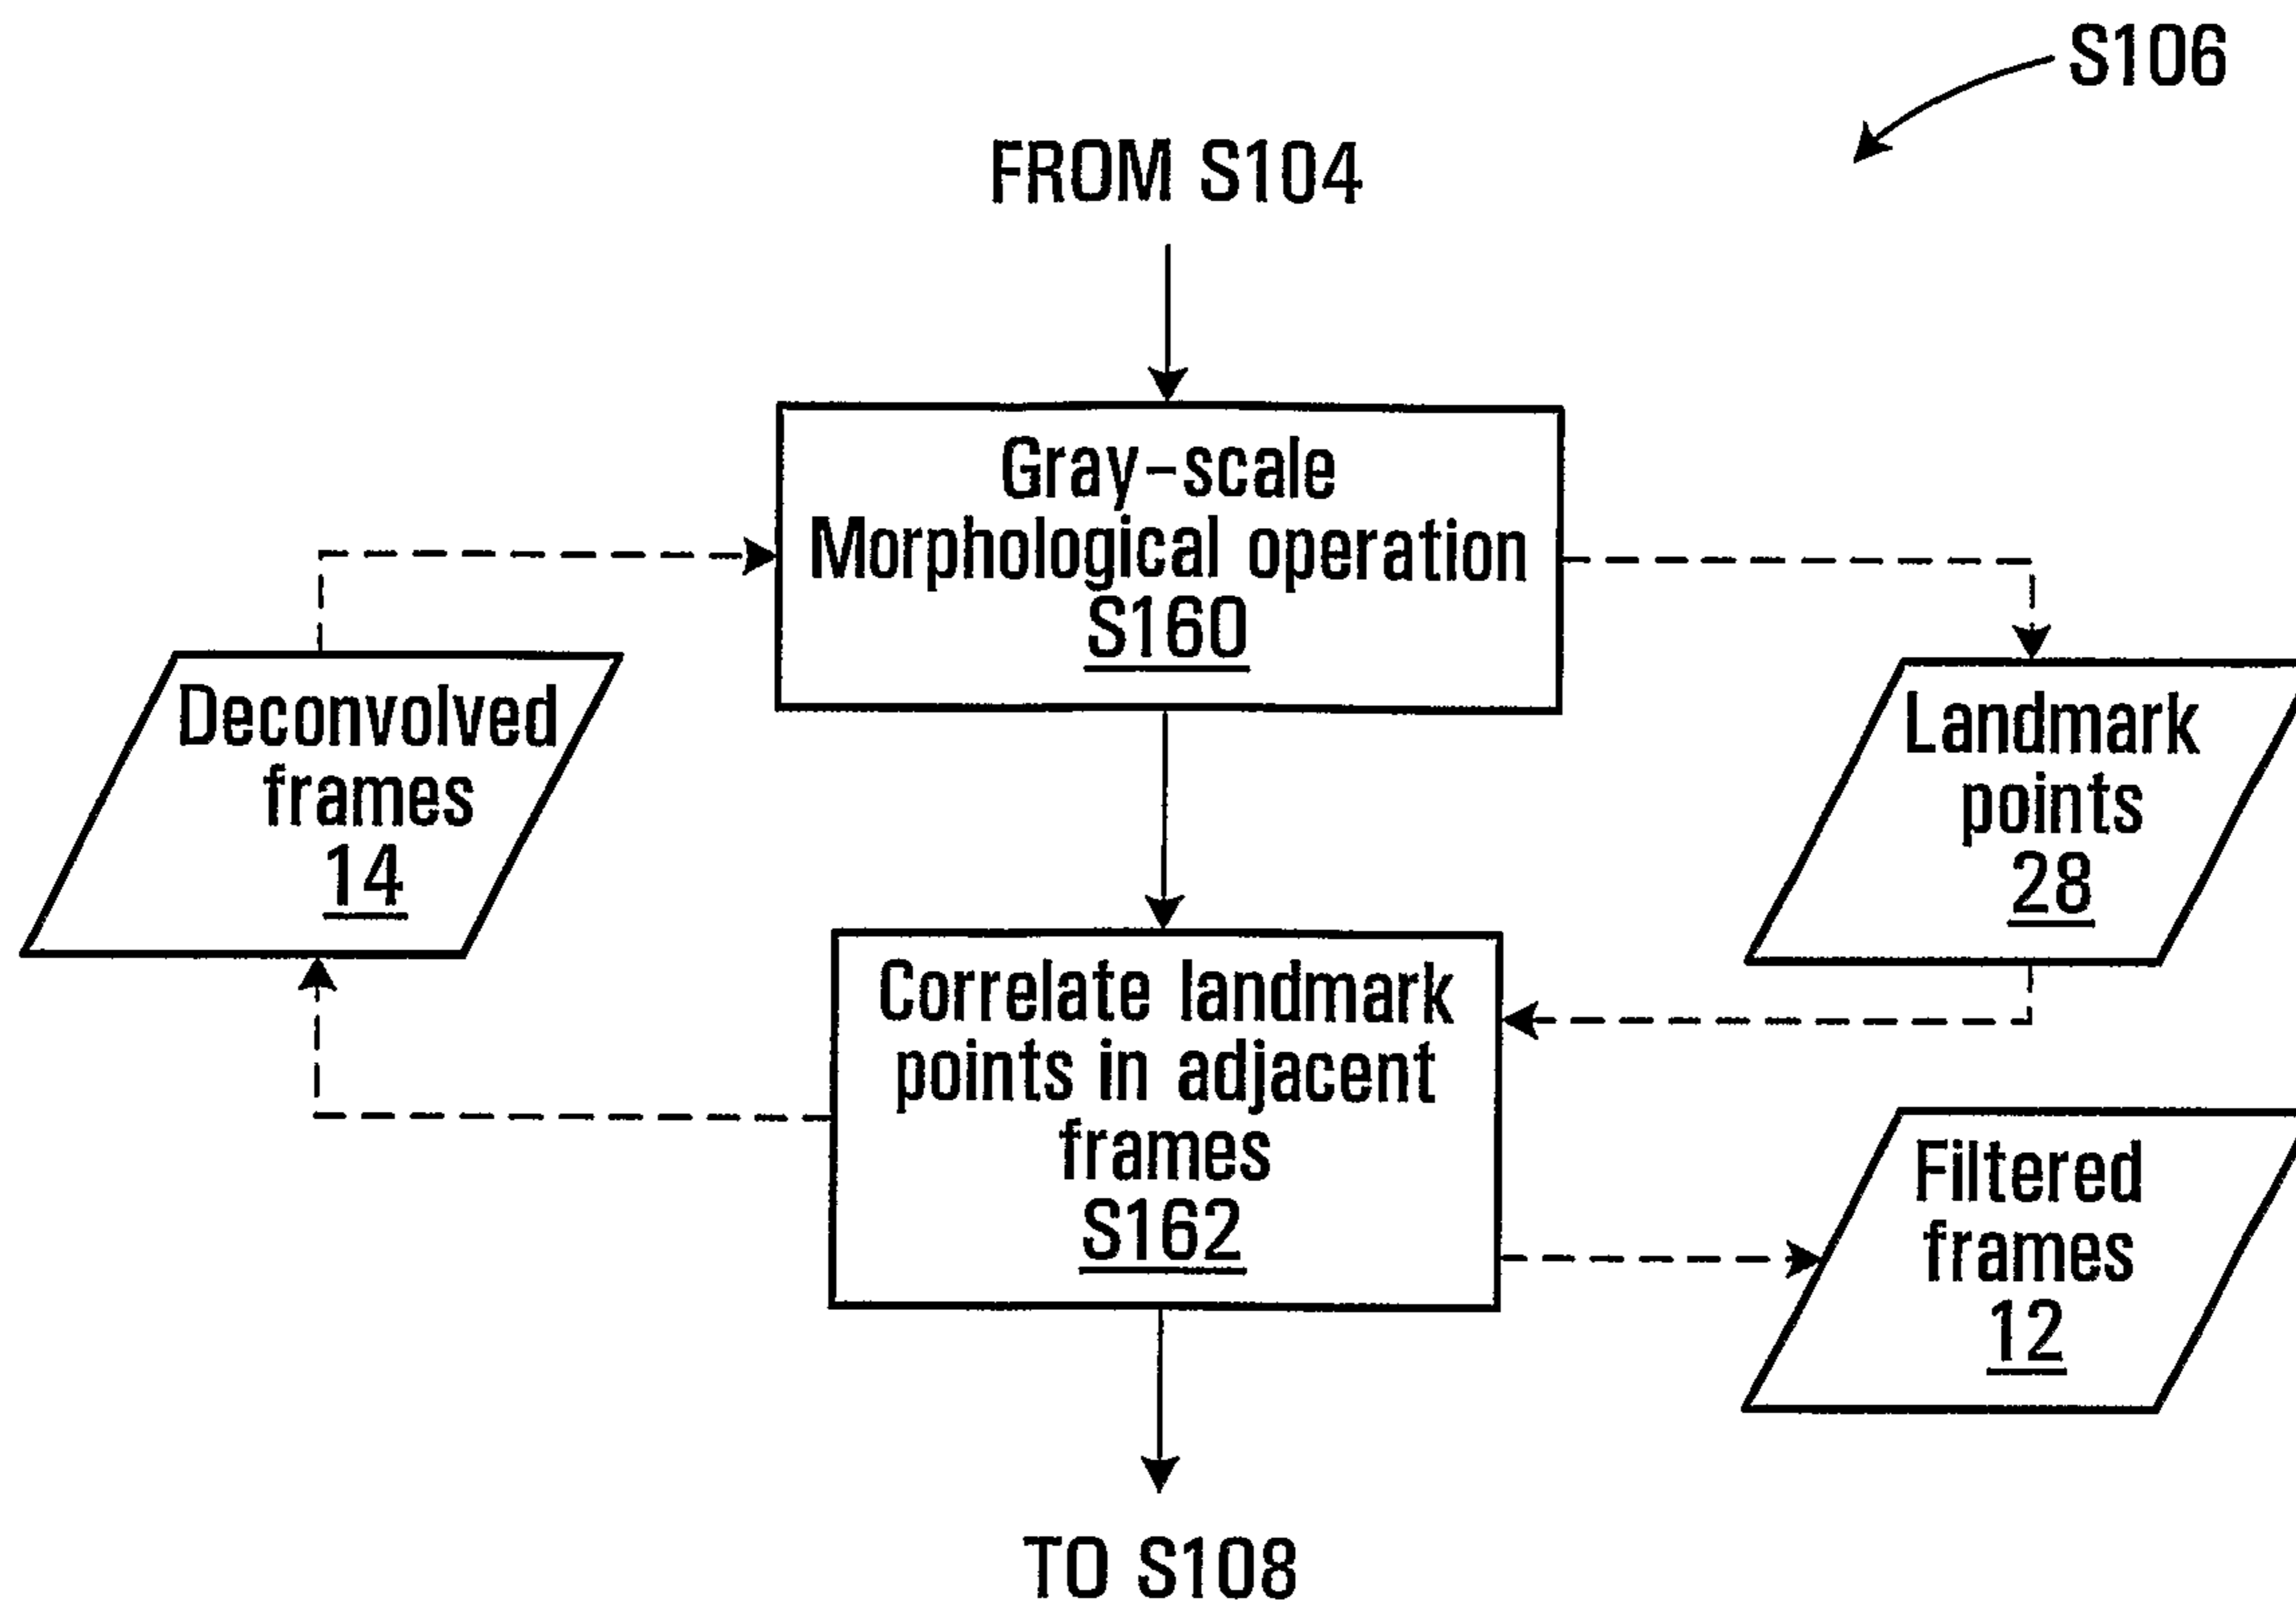 S106
FROM S104
Gray-scale
Morphological operation
S160
Deconvolved
frames
14
Landmark
points
28
Correlate landmark
points in adjacent
frames
S162
Filtered
frames
12
TO S108